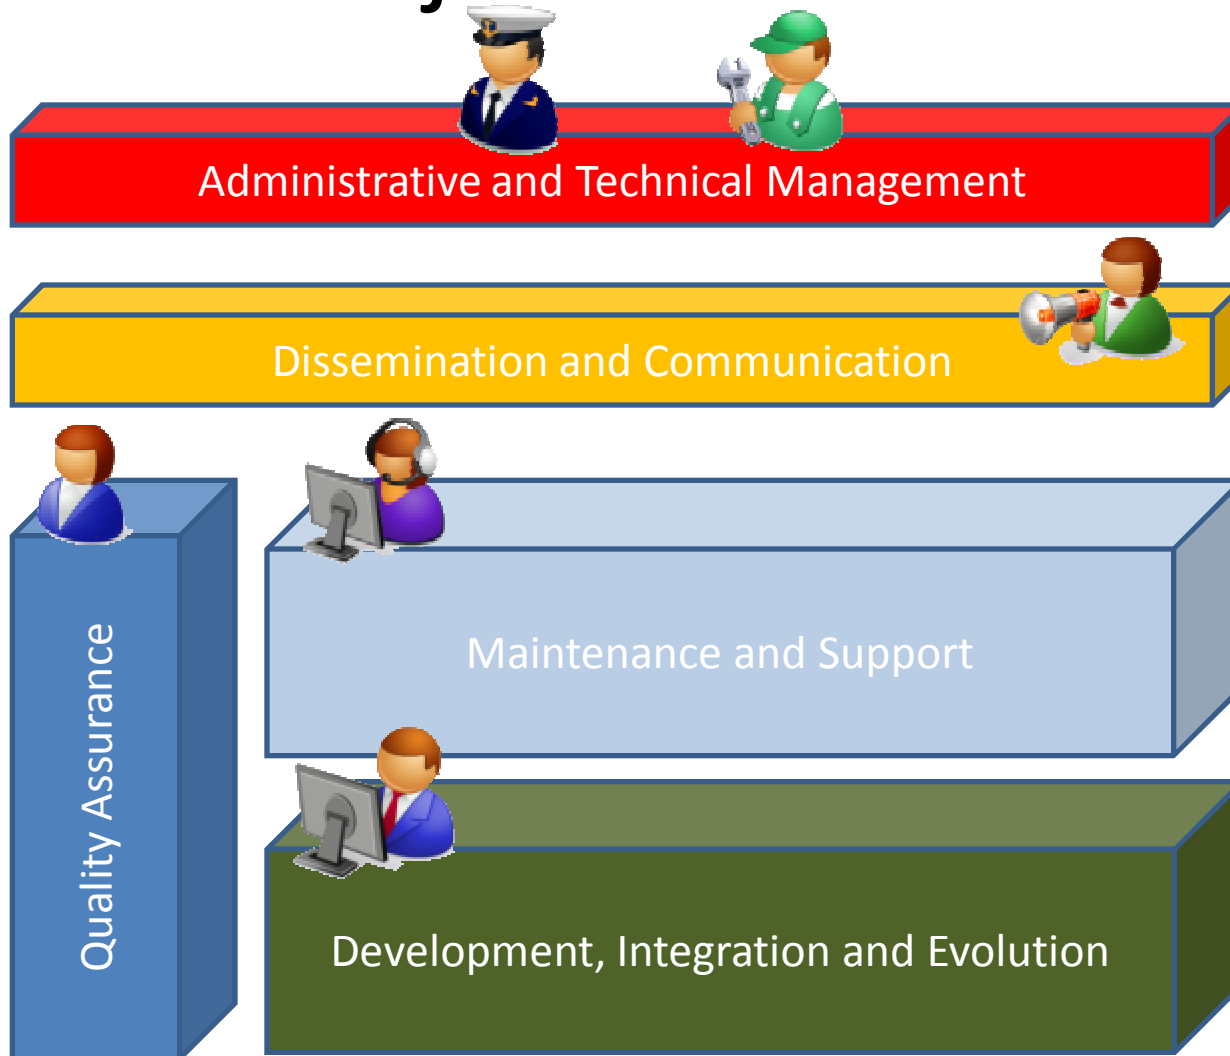 Administrative and Technical Management
Dissemination and Communication
Quality Assurance
Maintenance and Support
Development, Integration and Evolution